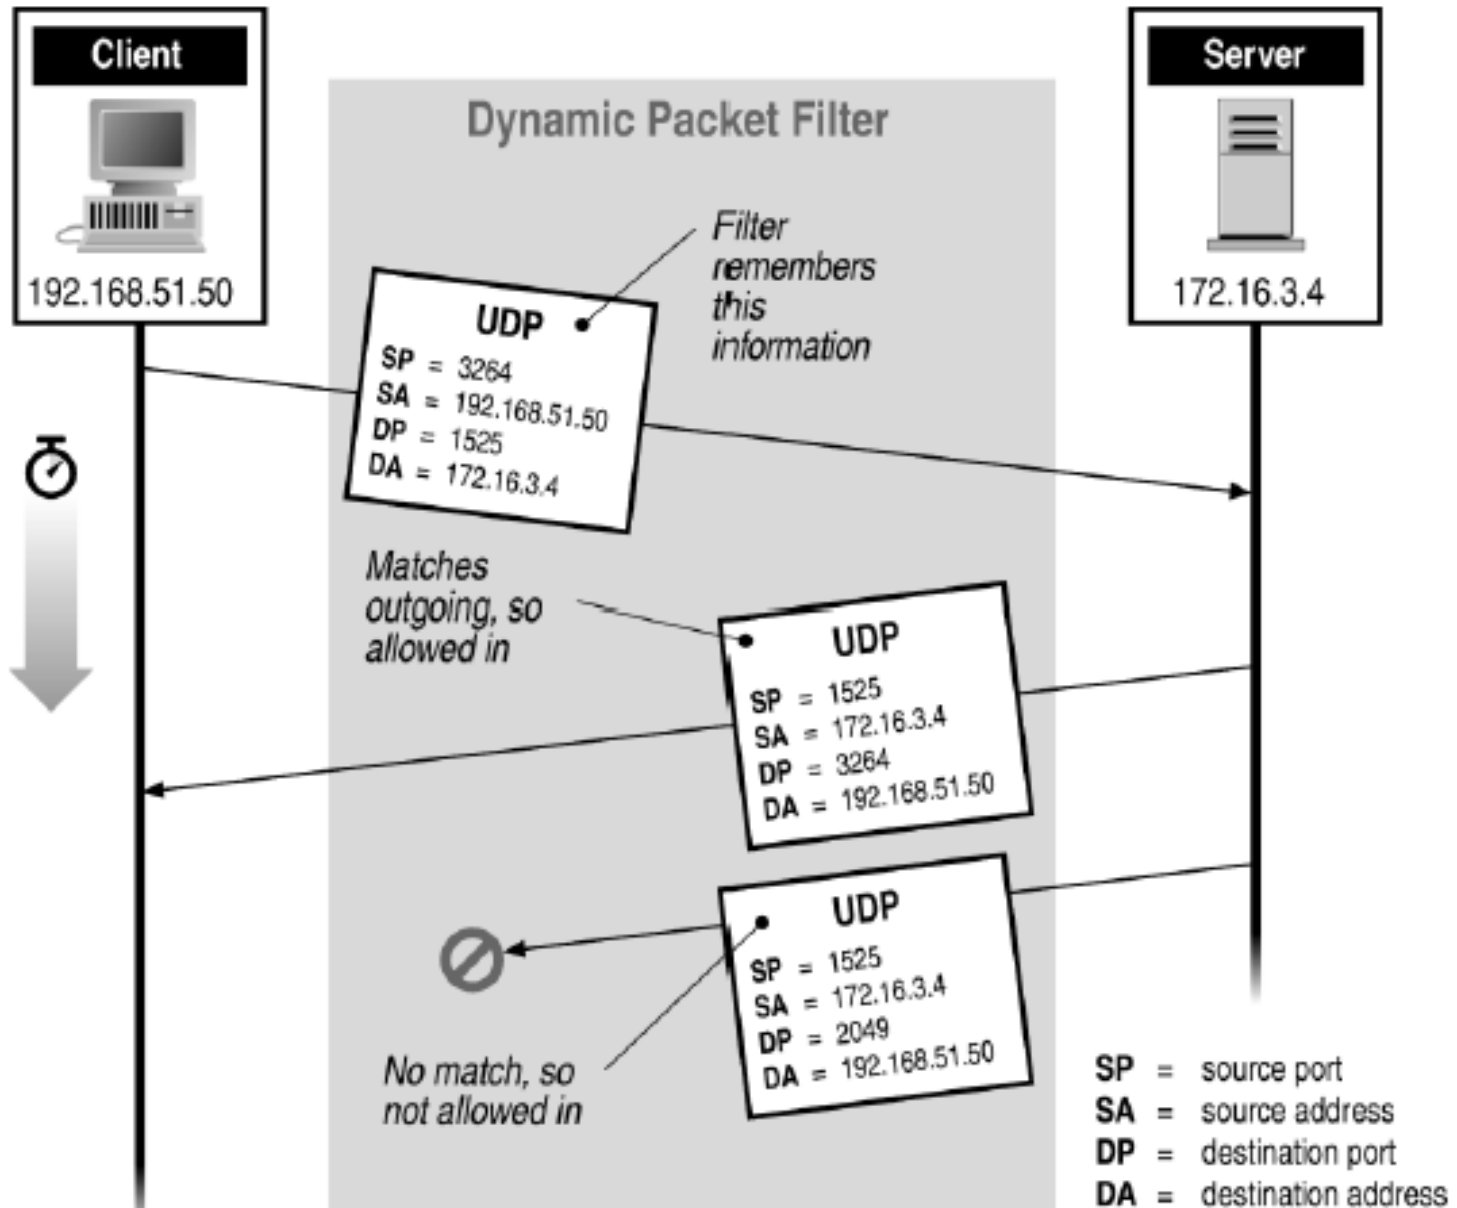 Client
192.168.51.50
Server
172.16.3.4
Dynamic Packet Filter
Filter
remembers
this
information
UDP
SP = 3264
SA = 192.168.51.50
DP = 1525
DA = 172.16.3.4
Matches
outgoing, so
allowed in
UDP
SP = 1525
SA = 172.16.3.4
DP = 3264
DA = 192.168.51.50
UDP
SP = 1525
SA = 172.16.3.4
DP = 2049
DA = 192.168.51.50
No match, so
not allowed in
SP = source port
SA = source address
DP = destination port
DA = destination address